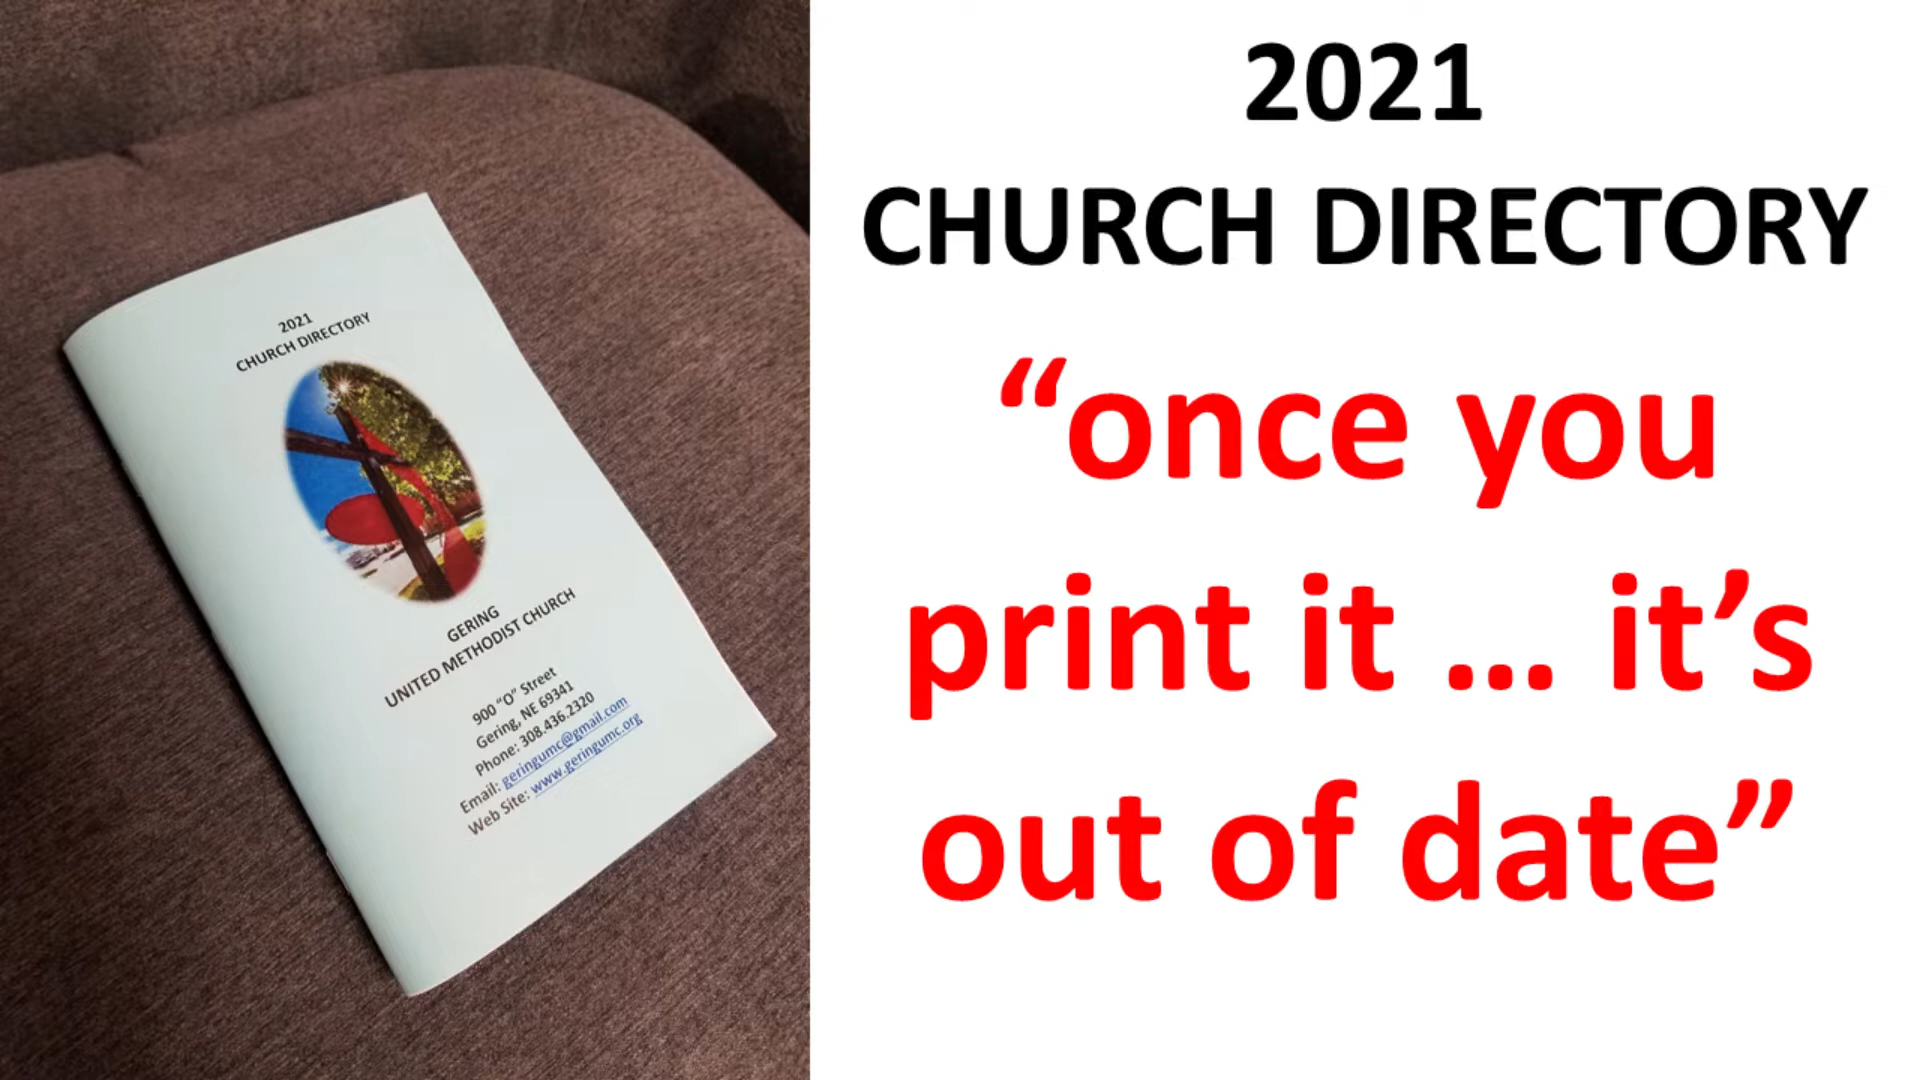 2021
CHURCH DIRECTORY
GERING
UNITED METHODIST CHURCH
900 “O” Street
Gering, NE 69341
Phone: 308.436.2320
Email: geringumc@gmail.com
Web Site: www.geringumc.org
2021
CHURCH DIRECTORY
“once you
print it ... it’s
out of date”